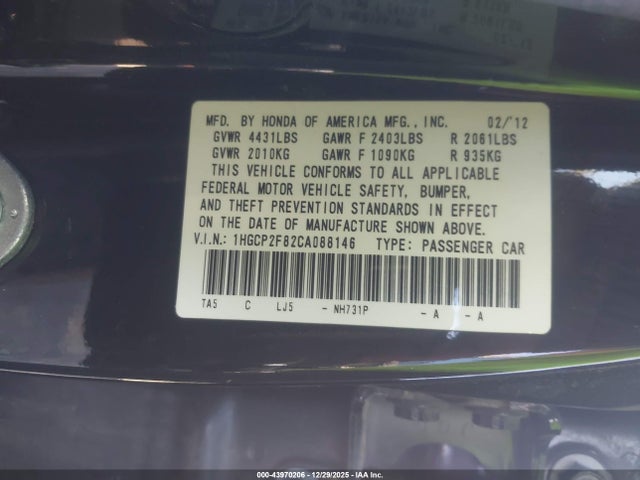 MFD. BY HONDA OF AMERICA MFG., INC. 02/'12
GVWR 4431LBS GAWR F 2403LBS R 2061LBS
GVWR 2010KG GAWR F 1090KG R 935KG
THIS VEHICLE CONFORMS TO ALL APPLICABLE
FEDERAL MOTOR VEHICLE SAFETY, BUMPER,
AND THEFT PREVENTION STANDARDS IN EFFECT
ON THE DATE OF MANUFACTURE SHOWN ABOVE.
V.I.N.: 1HGCP2F82CA088146 TYPE: PASSENGER CAR
TA5 C LJ5 - NH731P - A - A
000-43970206 - 12/29/2025 - IAA Inc.